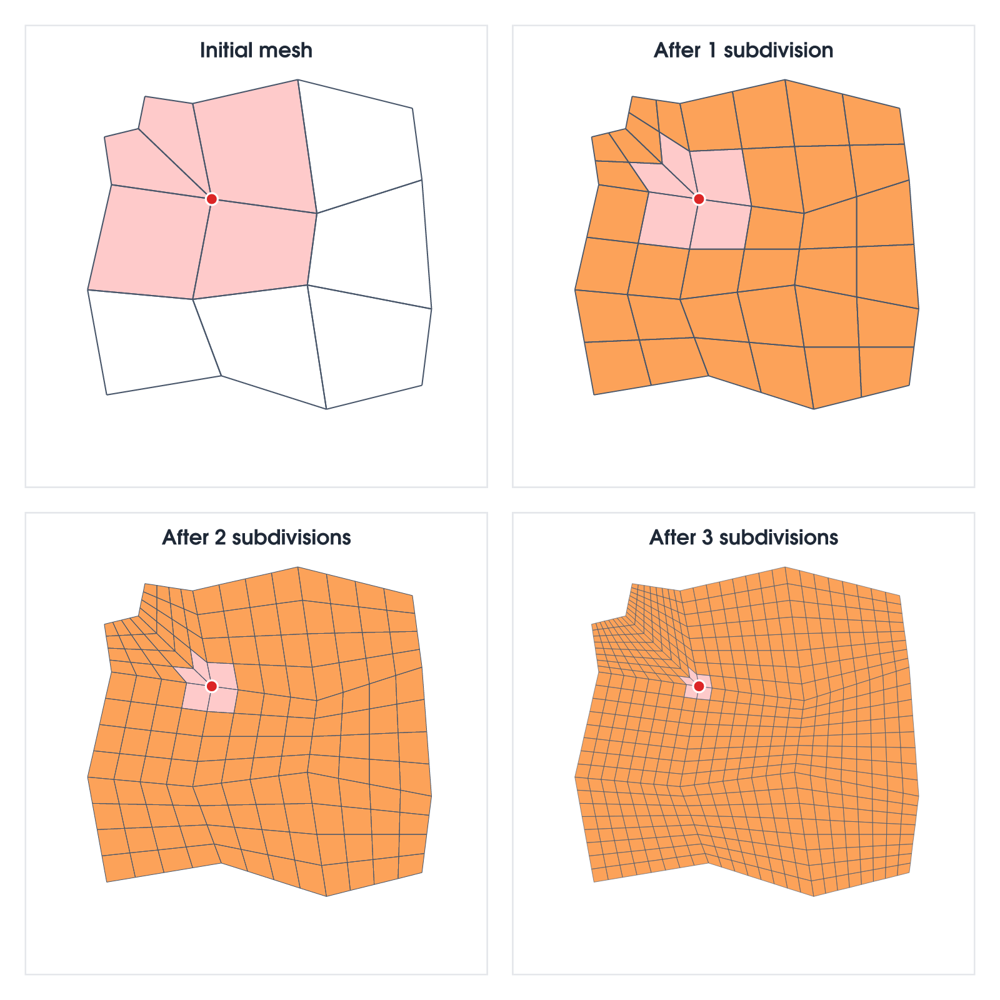 Initial mesh
After 1 subdivision
After 2 subdivisions
After 3 subdivisions